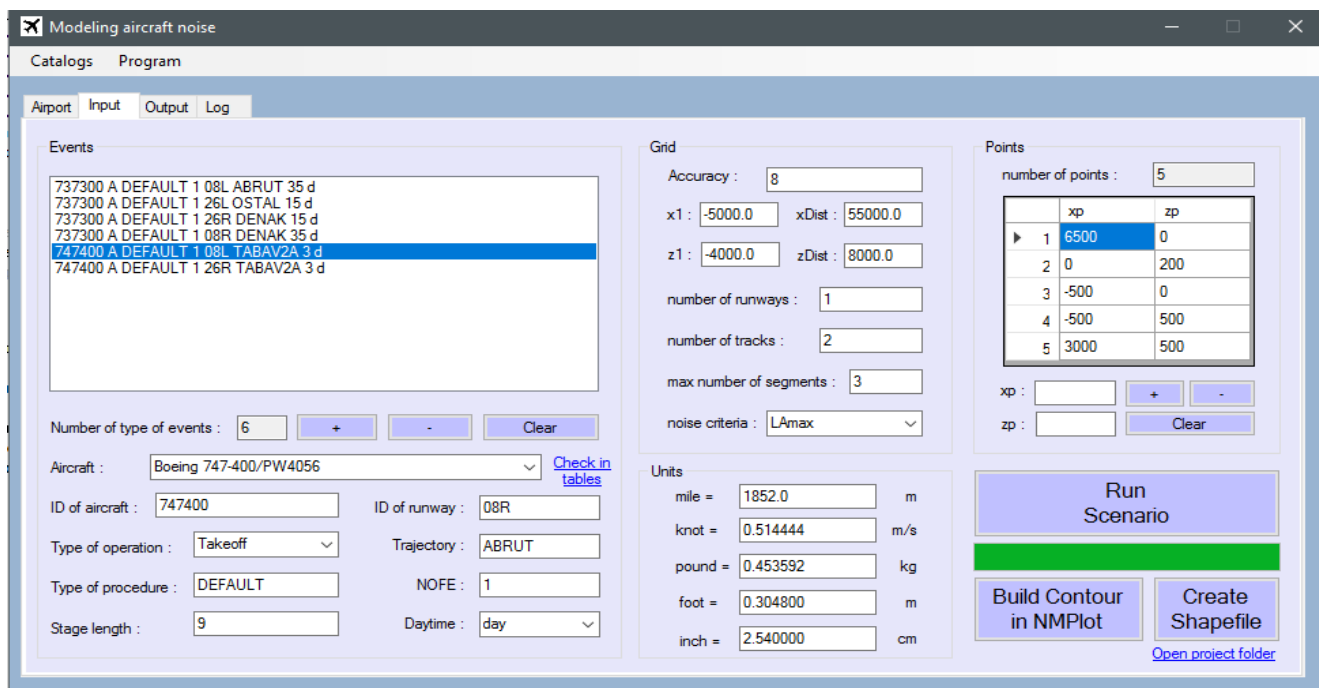 Modeling aircraft noise
Catalogs Program
Airport Input Output Log
Events
737300 A DEFAULT 1 08L ABRUT 35 d
737300 A DEFAULT 1 26L OSTAL 15 d
737300 A DEFAULT 1 26R DENAK 15 d
737300 A DEFAULT 1 08R DENAK 35 d
747400 A DEFAULT 1 08L TABAV2A 3 d
747400 A DEFAULT 1 26R TABAV2A 3 d
Number of type of events : 6 + - Clear
Aircraft : Boeing 747-400/PW4056 Check in
tables
ID of aircraft : 747400 ID of runway : 08R
Type of operation : Takeoff Trajectory : ABRUT
Type of procedure : DEFAULT NOFE : 1
Stage length : 9 Daytime : day
Grid
Accuracy : 8
x1 : -5000.0 xDist : 55000.0
z1 : -4000.0 zDist : 8000.0
number of runways : 1
number of tracks : 2
max number of segments : 3
noise criteria : LAmax
Units
mile = 1852.0 m
knot = 0.514444 m/s
pound = 0.453592 kg
foot = 0.304800 m
inch = 2.540000 cm
Points
number of points : 5
xp zp
1 6500 0
2 0 200
3 -500 0
4 -500 500
5 3000 500
xp : + -
zp : Clear
Run
Scenario
Build Contour
in NMPlot
Create
Shapefile
Open project folder